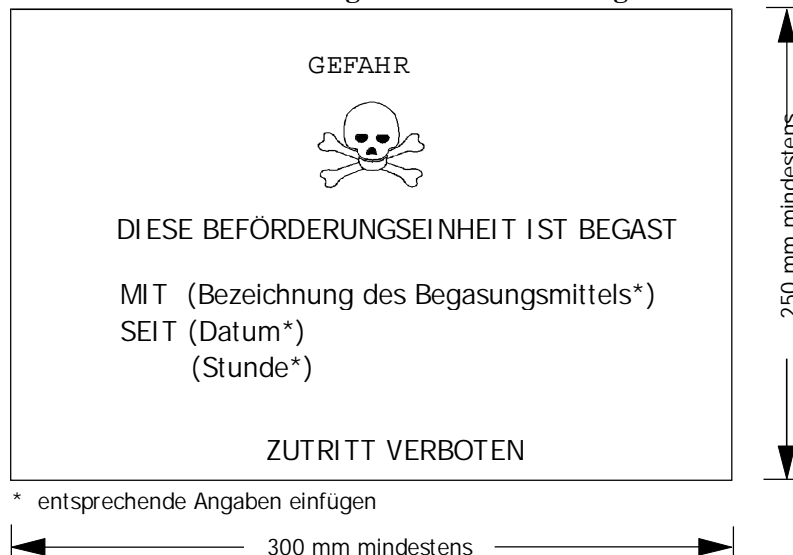 GEFAHR
DIESE BEFÖRDERUNGSEINHEIT IST BEGAST
MIT (Bezeichnung des Begasungsmittels*)
SEIT (Datum*)
(Stunde*)
ZUTRITT VERBOTEN
250 mm mindestens
* entsprechende Angaben einfügen
300 mm mindestens